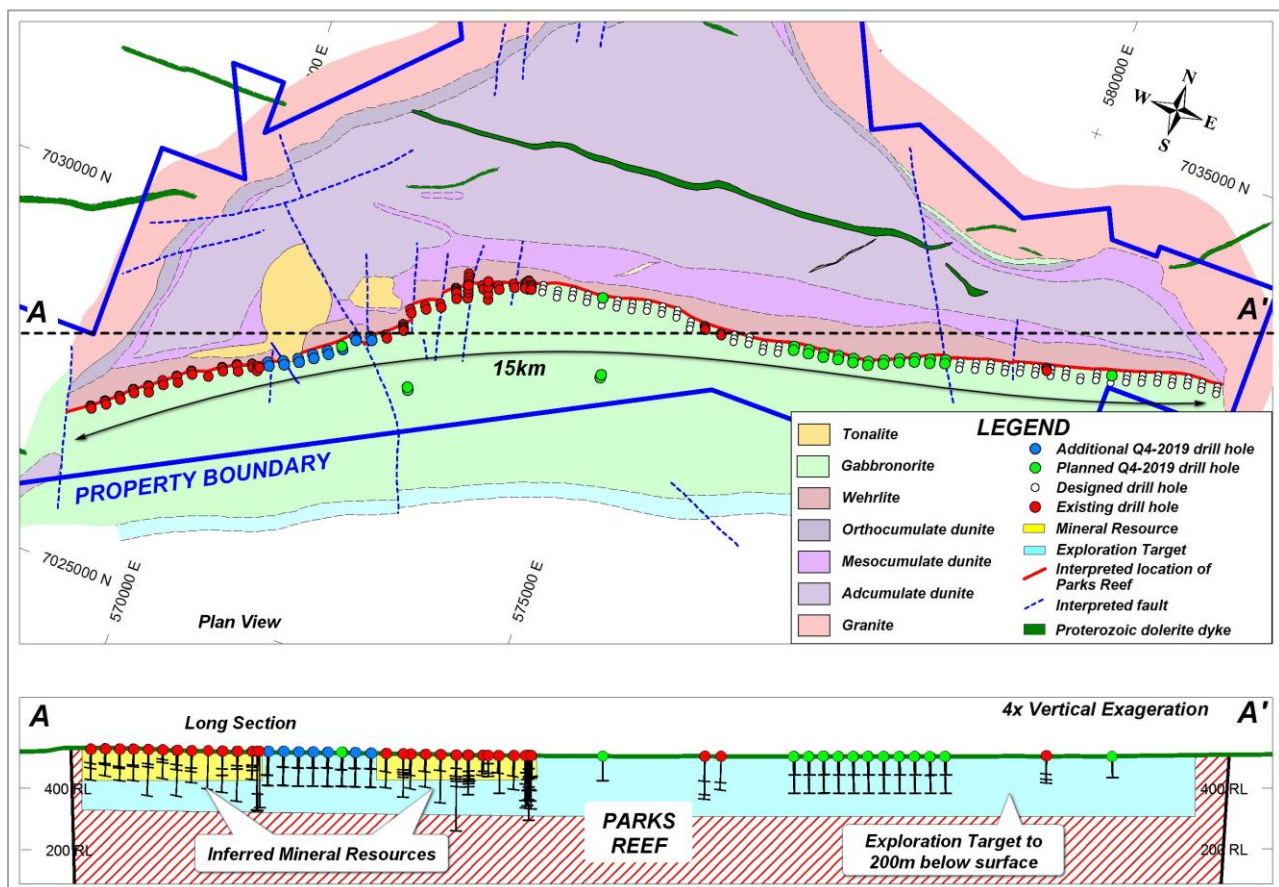 00 E
580000 E
N
W
E
S
7030000 N
7035000 N
A
A'
15km
PROPERTY BOUNDARY
7025000 N
570000 E
575000 E
Plan View
LEGEND
Tonalite
Gabbronorite
Wehrlite
Orthocumulate dunite
Mesocumulate dunite
Adcumulate dunite
Granite
Additional Q4-2019 drill hole
Planned Q4-2019 drill hole
Designed drill hole
Existing drill hole
Mineral Resource
Exploration Target
Interpreted location of
Parks Reef
Interpreted fault
Proterozoic dolerite dyke
A
Long Section
4x Vertical Exageration
A'
400 RL
400 RL
200 RL
200 RL
Inferred Mineral Resources
PARKS
REEF
Exploration Target to
200m below surface